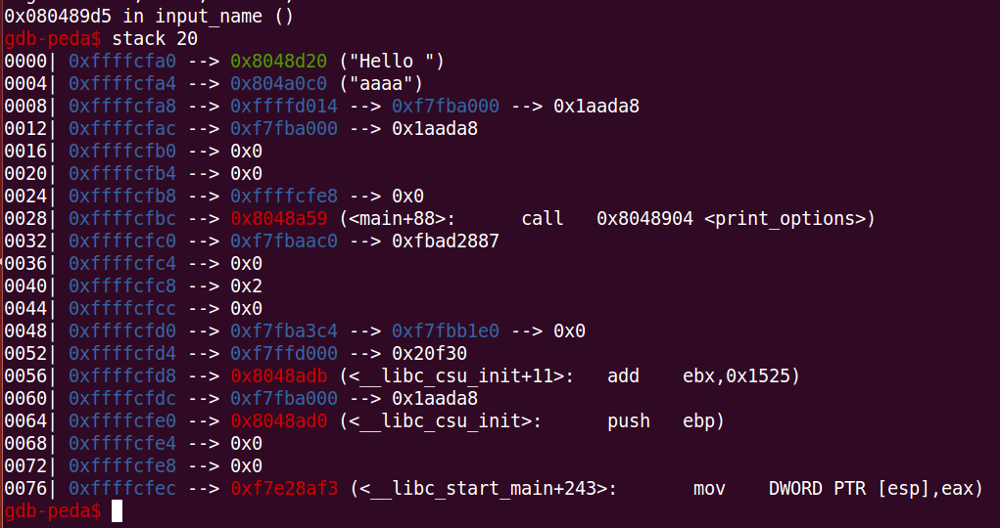 0x080489d5 in input_name ()
gdb-peda$ stack 20
0000| 0xffffcfa0 --> 0x8048d20 ("Hello ")
0004| 0xffffcfa4 --> 0x804a0c0 ("aaaa")
0008| 0xffffcfa8 --> 0xffffd014 --> 0xf7fba000 --> 0x1aada8
0012| 0xffffcfac --> 0xf7fba000 --> 0x1aada8
0016| 0xffffcfb0 --> 0x0
0020| 0xffffcfb4 --> 0x0
0024| 0xffffcfb8 --> 0xffffcfe8 --> 0x0
0028| 0xffffcfbc --> 0x8048a59 (<main+88>:      call   0x8048904 <print_options>)
0032| 0xffffcfc0 --> 0xf7fbaac0 --> 0xfbad2887
0036| 0xffffcfc4 --> 0x0
0040| 0xffffcfc8 --> 0x2
0044| 0xffffcfcc --> 0x0
0048| 0xffffcfd0 --> 0xf7fba3c4 --> 0xf7fbb1e0 --> 0x0
0052| 0xffffcfd4 --> 0xf7ffd000 --> 0x20f30
0056| 0xffffcfd8 --> 0x8048adb (<__libc_csu_init+11>:   add    ebx,0x1525)
0060| 0xffffcfdc --> 0xf7fba000 --> 0x1aada8
0064| 0xffffcfe0 --> 0x8048ad0 (<__libc_csu_init>:      push   ebp)
0068| 0xffffcfe4 --> 0x0
0072| 0xffffcfe8 --> 0x0
0076| 0xffffcfec --> 0xf7e28af3 (<__libc_start_main+243>:       mov    DWORD PTR [esp],eax)
gdb-peda$